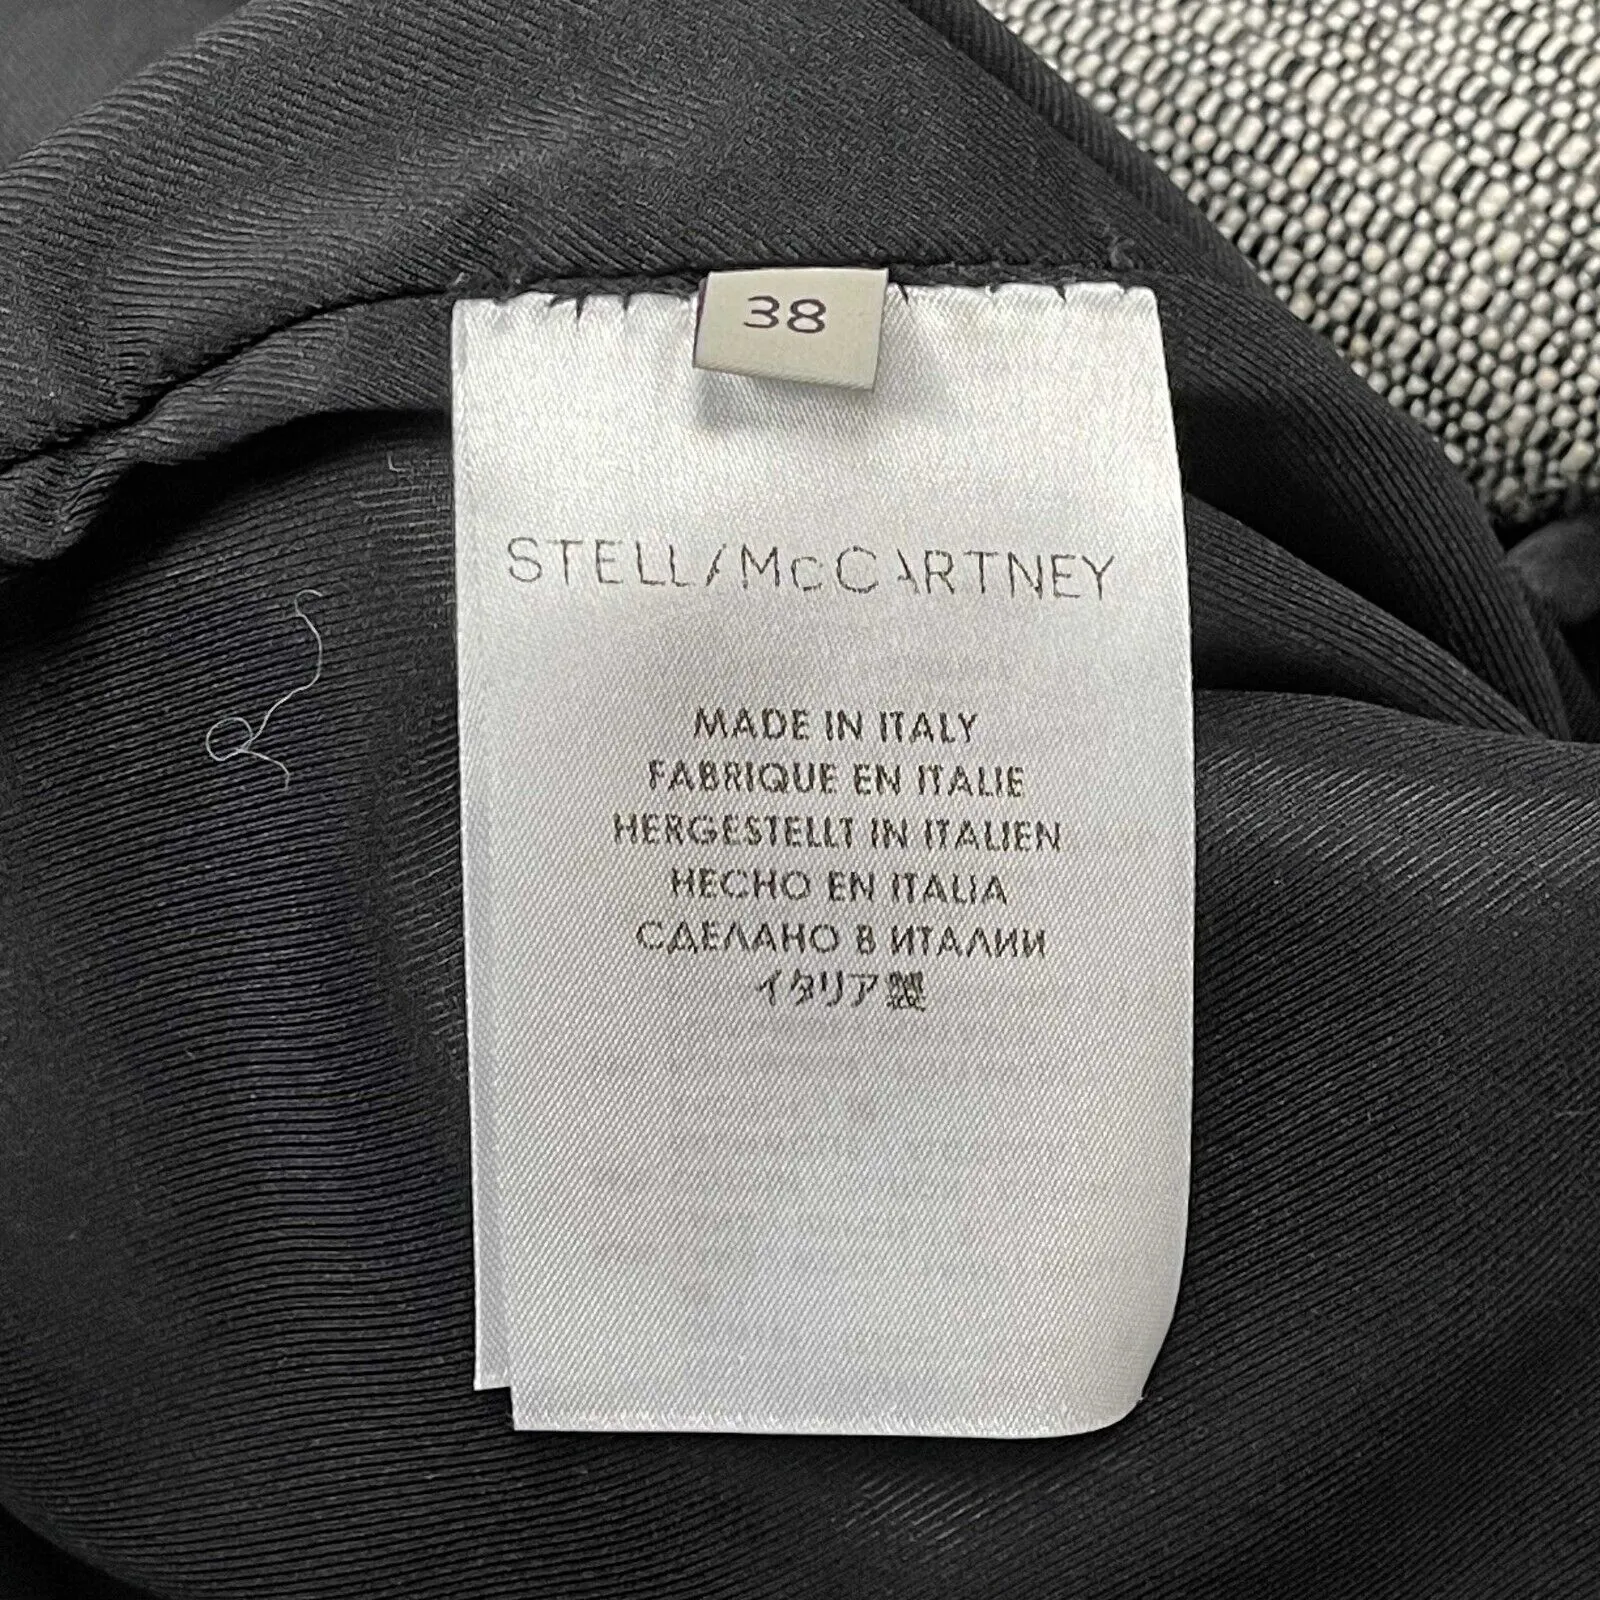 38
STELLA McCARTNEY
MADE IN ITALY
FABRIQUE EN ITALIE
HERGESTELLT IN ITALIEN
HECHO EN ITALIA
СДЕЛАНО В ИТАЛИИ
イタリア製